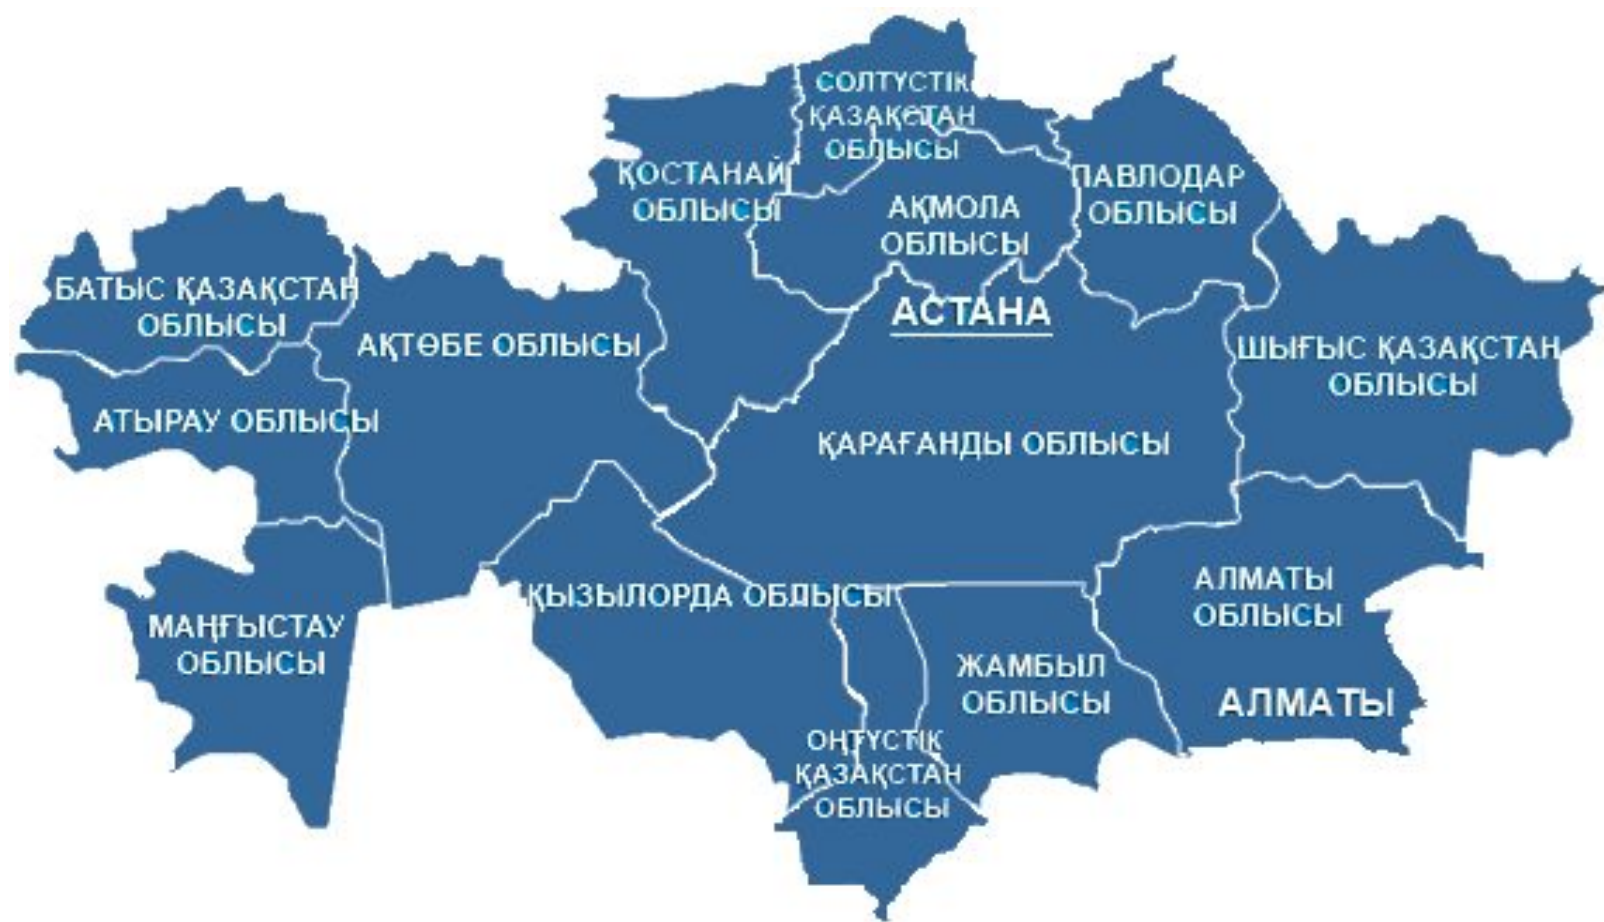 СОЛТҮСТІК
ҚАЗАҚСТАН
ОБЛЫСЫ
ҚОСТАНАЙ
ОБЛЫСЫ
ПАВЛОДАР
ОБЛЫСЫ
АҚМОЛА
ОБЛЫСЫ
БАТЫС ҚАЗАҚСТАН
ОБЛЫСЫ
АСТАНА
АҚТӨБЕ ОБЛЫСЫ
ШЫҒЫС ҚАЗАҚСТАН
ОБЛЫСЫ
АТЫРАУ ОБЛЫСЫ
ҚАРАҒАНДЫ ОБЛЫСЫ
АЛМАТЫ
ОБЛЫСЫ
ҚЫЗЫЛОРДА ОБЛЫСЫ
МАҢҒЫСТАУ
ОБЛЫСЫ
ЖАМБЫЛ
ОБЛЫСЫ
АЛМАТЫ
ОҢТҮСТІК
ҚАЗАҚСТАН
ОБЛЫСЫ